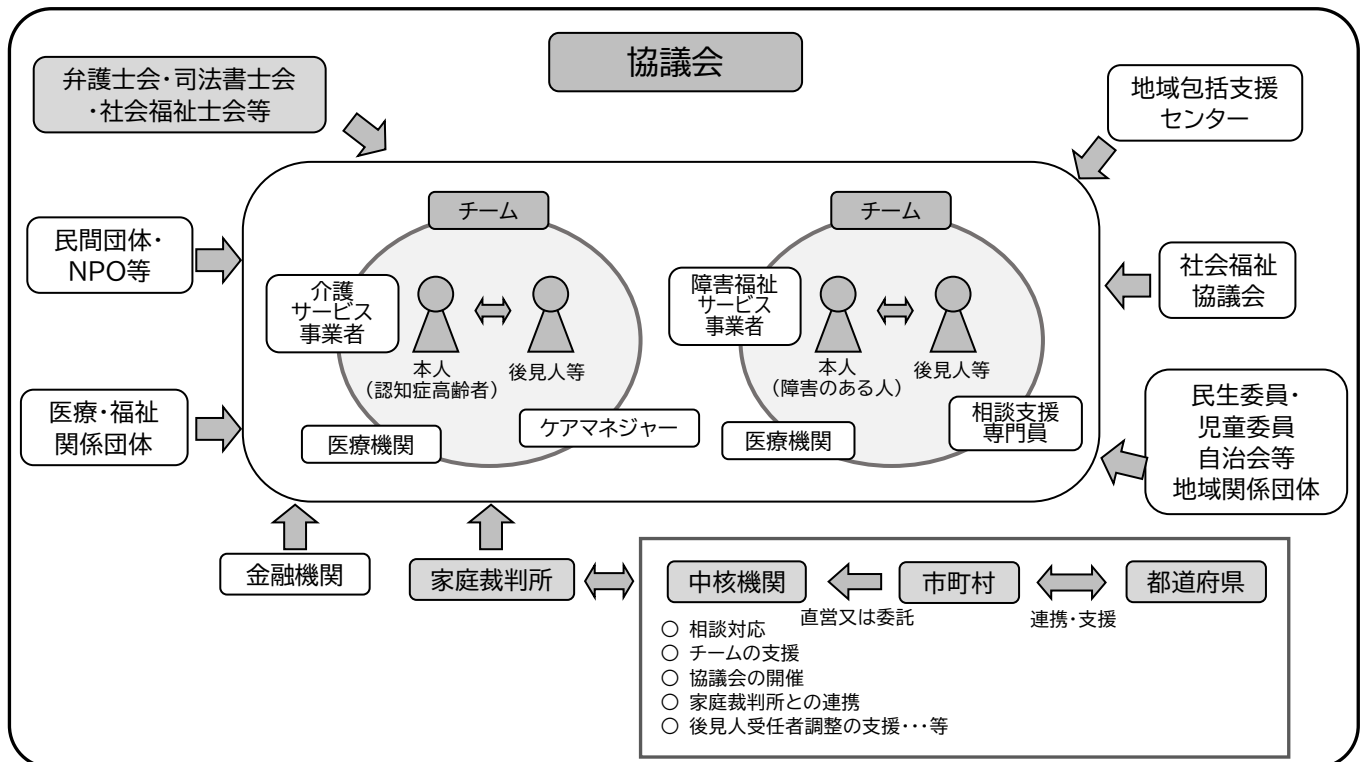 協議会
弁護士会・司法書士会
・社会福祉士会等
地域包括支援
センター
民間団体・
NPO等
社会福祉
協議会
医療・福祉
関係団体
民生委員・
児童委員
自治会等
地域関係団体
チーム
介護
サービス
事業者
本人
（認知症高齢者）
後見人等
医療機関
ケアマネジャー
チーム
障害福祉
サービス
事業者
本人
（障害のある人）
後見人等
医療機関
相談支援
専門員
金融機関
家庭裁判所
中核機関
直営又は委託
市町村
連携・支援
都道府県
○ 相談対応
○ チームの支援
○ 協議会の開催
○ 家庭裁判所との連携
○ 後見人受任者調整の支援・・・等